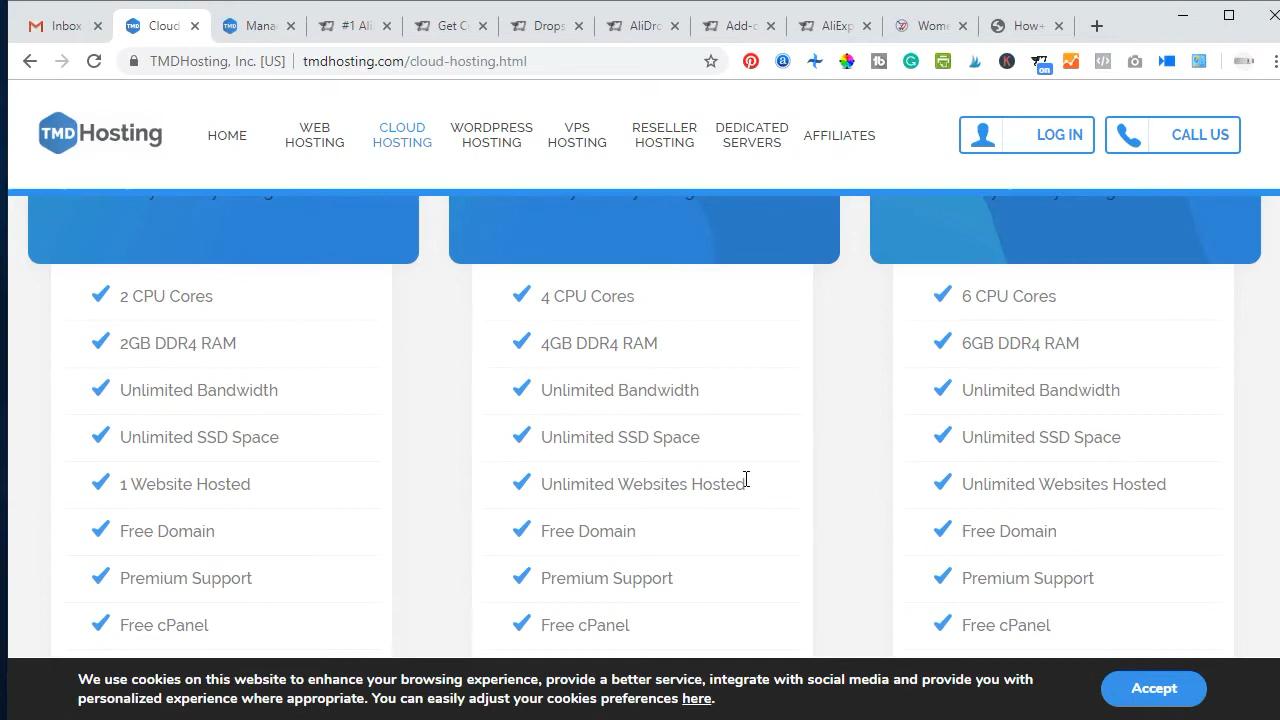 Inbox
Cloud
Mana
#1 Ali
Get C
Drops
AliDro
Add-o
AliExp
Wome
How+
TMDHosting, Inc. [US]
tmdhosting.com/cloud-hosting.html
on
TMDHosting
HOME
WEB HOSTING
CLOUD HOSTING
WORDPRESS HOSTING
VPS HOSTING
RESELLER HOSTING
DEDICATED SERVERS
AFFILIATES
LOG IN
CALL US
2 CPU Cores
2GB DDR4 RAM
Unlimited Bandwidth
Unlimited SSD Space
1 Website Hosted
Free Domain
Premium Support
Free cPanel
4 CPU Cores
4GB DDR4 RAM
Unlimited Bandwidth
Unlimited SSD Space
Unlimited Websites Hosted
Free Domain
Premium Support
Free cPanel
6 CPU Cores
6GB DDR4 RAM
Unlimited Bandwidth
Unlimited SSD Space
Unlimited Websites Hosted
Free Domain
Premium Support
Free cPanel
We use cookies on this website to enhance your browsing experience, provide a better service, integrate with social media and provide you with
personalized experience where appropriate. You can easily adjust your cookies preferences here.
Accept